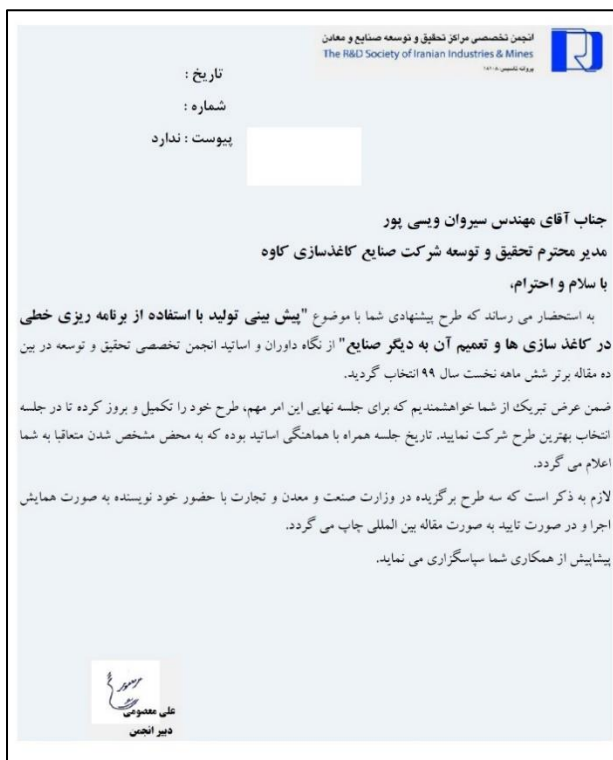 انجمن تخصصی مراکز تحقیق و توسعه صنایع و معادن
The R&D Society of Iranian Industries & Mines
پروانه تاسیس:
تاریخ :
شماره :
پیوست : ندارد
جناب آقای مهندس سیروان ویسی پور
مدیر محترم تحقیق و توسعه شرکت صنایع کاغذسازی کاوه
با سلام و احترام،
به استحضار می رساند که طرح پیشنهادی شما با موضوع "پیش بینی تولید با استفاده از برنامه ریزی خطی
در کاغذ سازی ها و تعمیم آن به دیگر صنایع" از نگاه داوران و اساتید انجمن تخصصی تحقیق و توسعه در بین
ده مقاله برتر شش ماهه نخست سال ۹۹ انتخاب گردید.
ضمن عرض تبریک از شما خواهشمندیم که برای جلسه نهایی این امر مهم، طرح خود را تکمیل و بروز کرده تا در جلسه
انتخاب بهترین طرح شرکت نمایید. تاریخ جلسه همراه با هماهنگی اساتید بوده که به محض مشخص شدن متعاقبا به شما
اعلام می گردد.
لازم به ذکر است که سه طرح برگزیده در وزارت صنعت و معدن و تجارت با حضور خود نویسنده به صورت همایش
اجرا و در صورت تایید به صورت مقاله بین المللی چاپ می گردد.
پیشاپیش از همکاری شما سپاسگزاری می نماید.
علی معصومی
دبیر انجمن